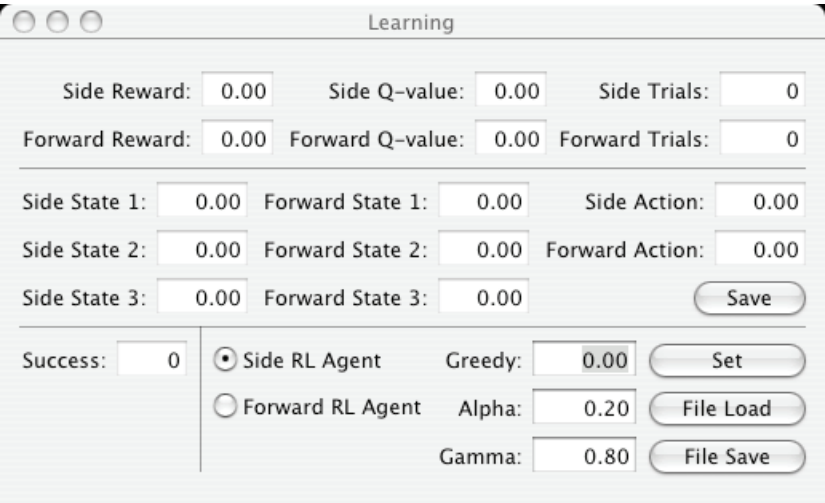 Learning
Side Reward: 0.00 Side Q-value: 0.00 Side Trials: 0
Forward Reward: 0.00 Forward Q-value: 0.00 Forward Trials: 0
Side State 1: 0.00 Forward State 1: 0.00 Side Action: 0.00
Side State 2: 0.00 Forward State 2: 0.00 Forward Action: 0.00
Side State 3: 0.00 Forward State 3: 0.00 Save
Success: 0 Side RL Agent Greedy: 0.00 Set
Forward RL Agent Alpha: 0.20 File Load
Gamma: 0.80 File Save